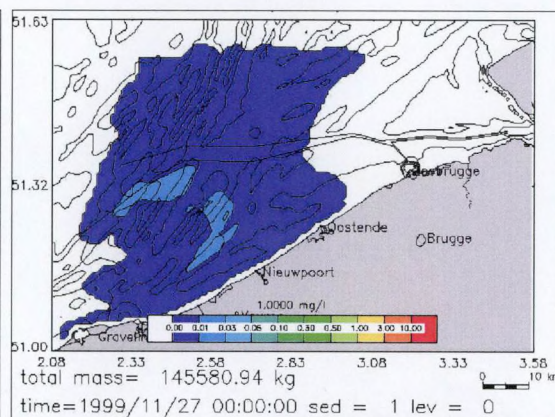 51.63
51.32
51.00
Oostende
Brugge
Nieuwpoort
1.0000 mg/l
0.00 0.01 0.03 0.05 0.10 0.30 0.50 1.00 3.00 10.00
2.08 2.33 2.58 2.83 3.08 3.33 3.58
total mass= 145580.94 kg
0 10 km
time=1999/11/27 00:00:00 sed = 1 lev = 0